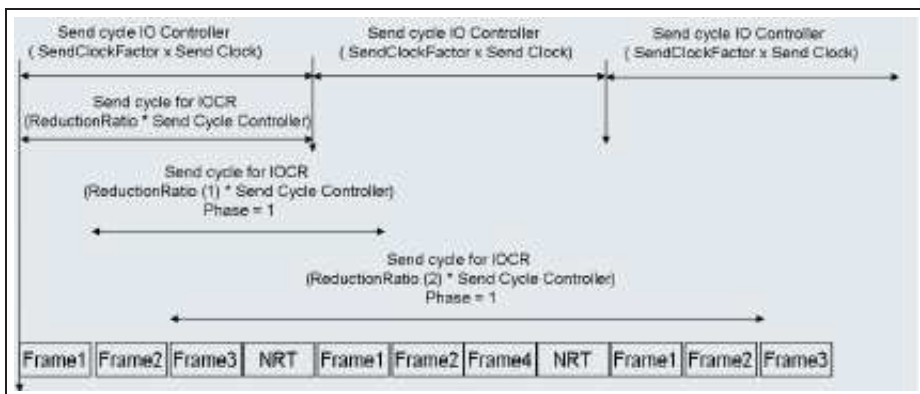 Send cycle IO Controller
( SendClockFactor x Send Clock)
Send cycle IO Controller
( SendClockFactor x Send Clock)
Send cycle IO Controller
( SendClockFactor x Send Clock)
Send cycle for IOCR
(ReductionRatio * Send Cycle Controller)
Send cycle for IOCR
(ReductionRatio (1) * Send Cycle Controller)
Phase = 1
Send cycle for IOCR
(ReductionRatio (2) * Send Cycle Controller)
Phase = 1
Frame1 Frame2 Frame3 NRT Frame1 Frame2 Frame4 NRT Frame1 Frame2 Frame3